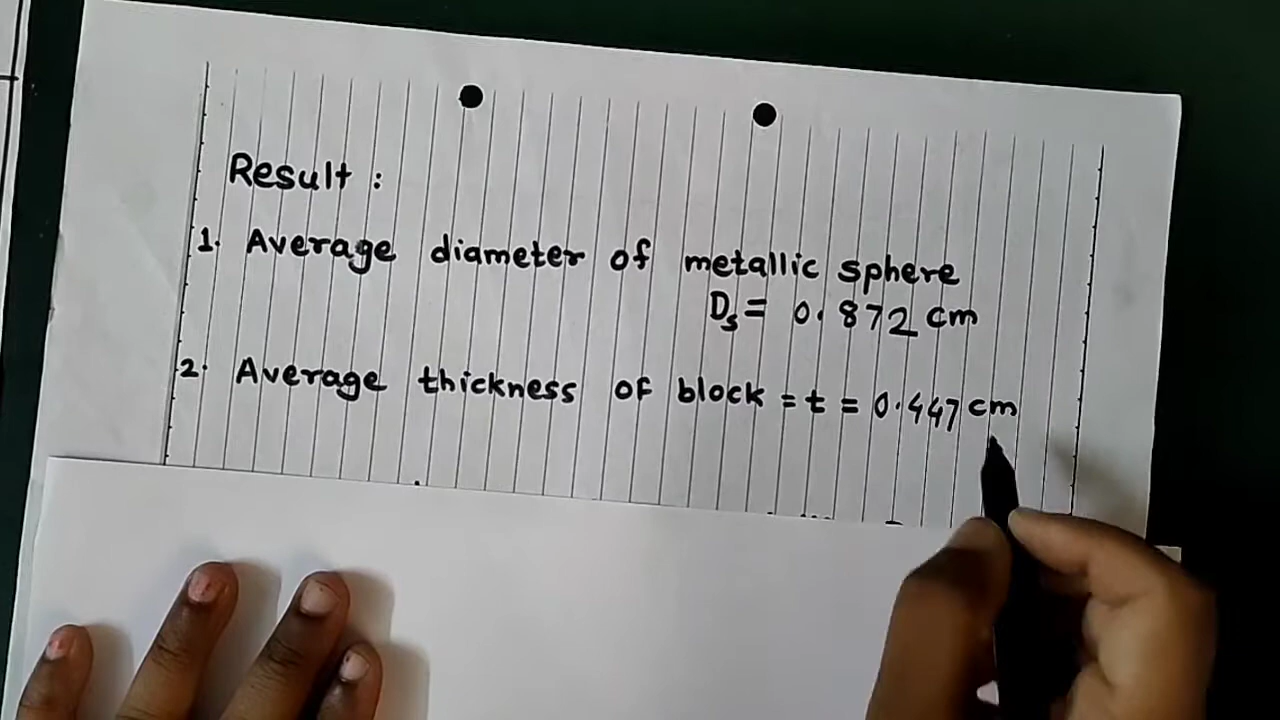 Result :
1. Average diameter of metallic sphere
Ds = 0.872 cm
2. Average thickness of block = t = 0.447 cm